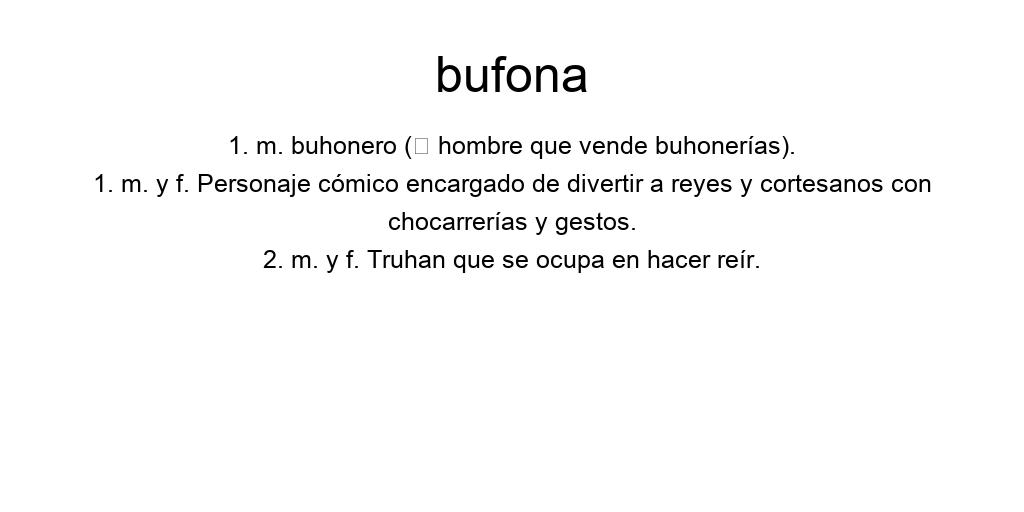 bufona
1. m. buhonero (□ hombre que vende buhonerías).
1. m. y f. Personaje cómico encargado de divertir a reyes y cortesanos con
chocarrerías y gestos.
2. m. y f. Truhan que se ocupa en hacer reír.